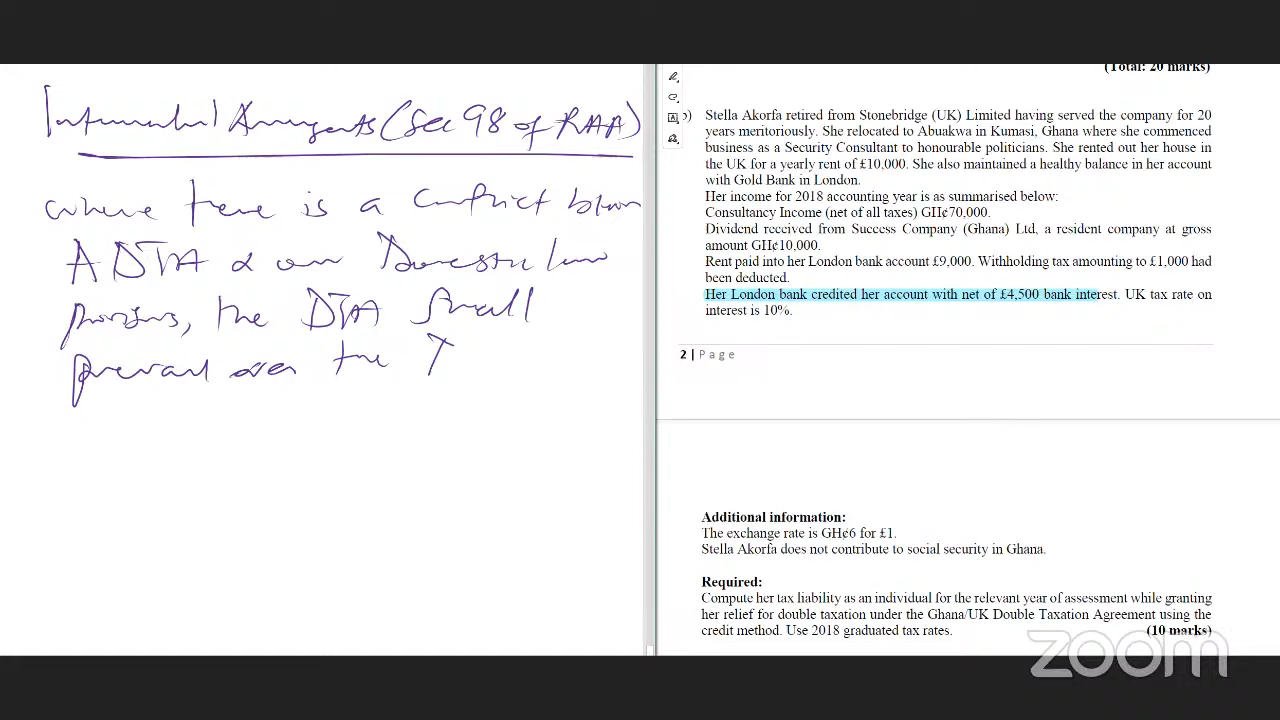 International Arrangements (Sec 98 of RAA)
where there is a conflict btwn
A DTA & our Domestic law
provisions, the DTA shall
prevail over the
(Total: 20 marks)
Stella Akorfa retired from Stonebridge (UK) Limited having served the company for 20
years meritoriously. She relocated to Abuakwa in Kumasi, Ghana where she commenced
business as a Security Consultant to honourable politicians. She rented out her house in
the UK for a yearly rent of £10,000. She also maintained a healthy balance in her account
with Gold Bank in London.
Her income for 2018 accounting year is as summarised below:
Consultancy Income (net of all taxes) GH¢70,000.
Dividend received from Success Company (Ghana) Ltd, a resident company at gross
amount GH¢10,000.
Rent paid into her London bank account £9,000. Withholding tax amounting to £1,000 had
been deducted.
Her London bank credited her account with net of £4,500 bank interest. UK tax rate on
interest is 10%.
2 | Page
Additional information:
The exchange rate is GH¢6 for £1.
Stella Akorfa does not contribute to social security in Ghana.
Required:
Compute her tax liability as an individual for the relevant year of assessment while granting
her relief for double taxation under the Ghana/UK Double Taxation Agreement using the
credit method. Use 2018 graduated tax rates.
(10 marks)
zoom